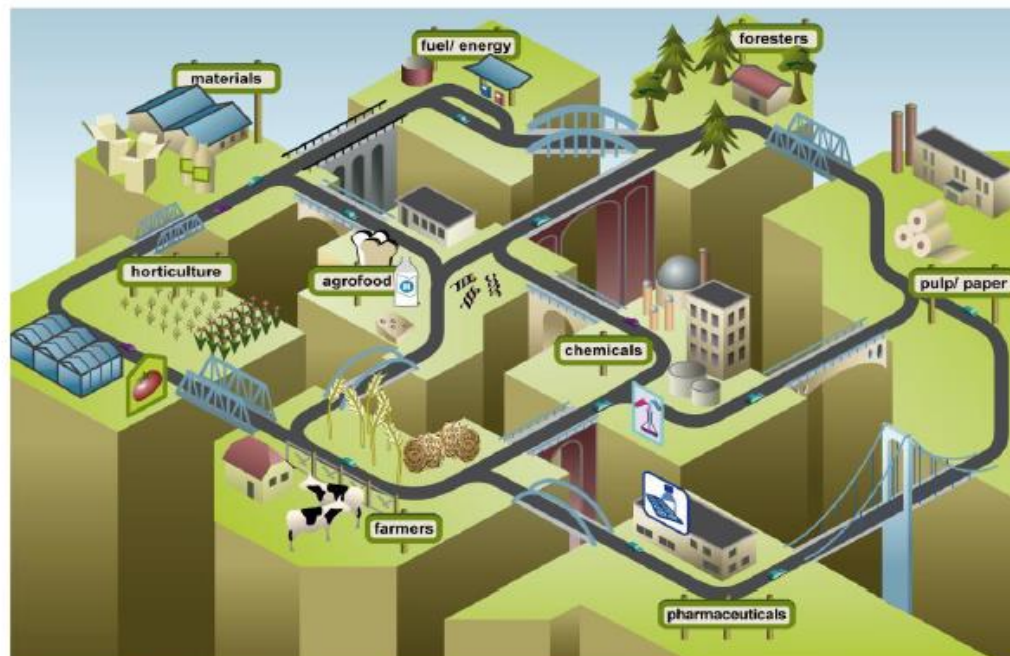 fuel/ energy
foresters
materials
horticulture
agrofood
pulp/ paper
chemicals
farmers
pharmaceuticals